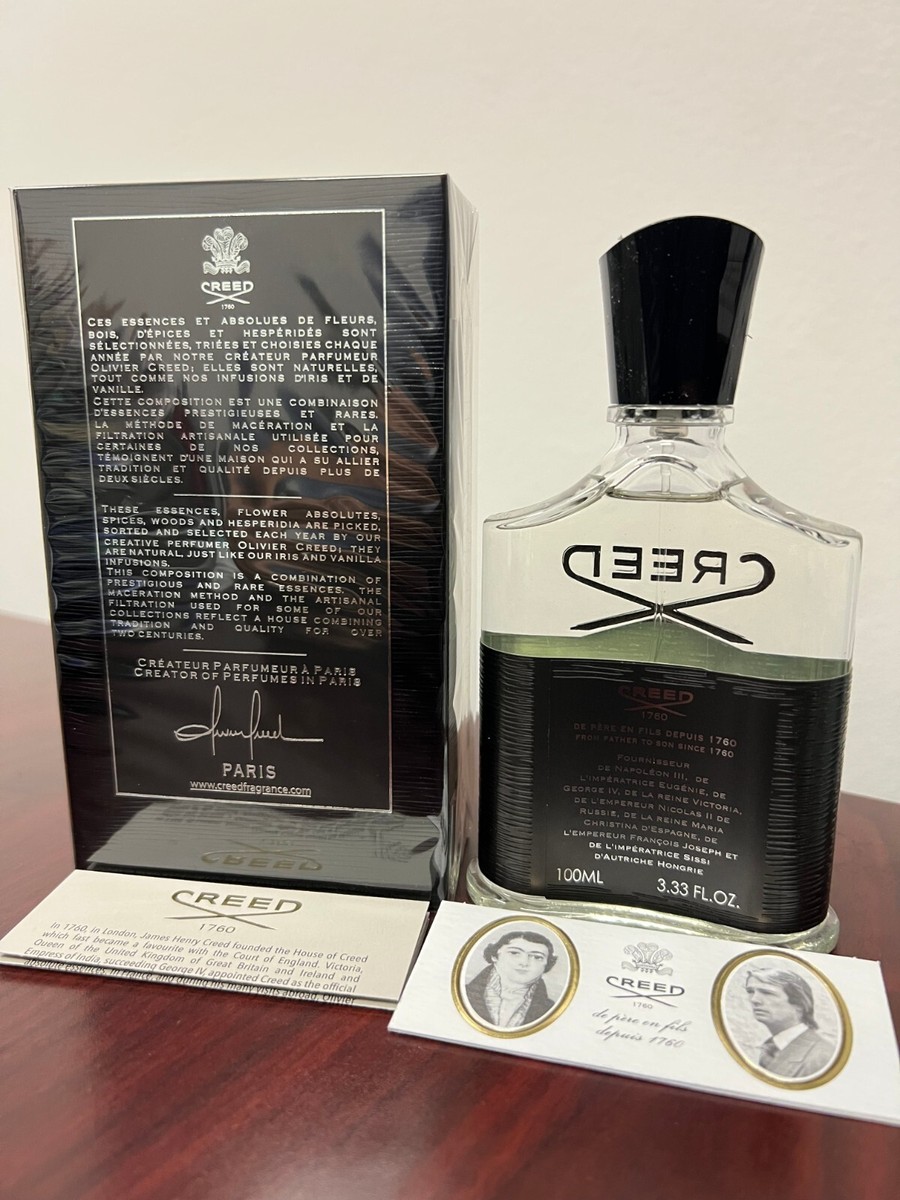 CREED
1760
CES ESSENCES ET ABSOLUES DE FLEURS,
BOIS, D'ÉPICES ET HESPÉRIDÉS SONT
SÉLECTIONNÉES, TRIÉES ET CHOISIES CHAQUE
ANNÉE PAR NOTRE CRÉATEUR PARFUMEUR
OLIVIER CREED; ELLES SONT NATURELLES,
TOUT COMME NOS INFUSIONS D'IRIS ET DE
VANILLE.
CETTE COMPOSITION EST UNE COMBINAISON
D'ESSENCES PRESTIGIEUSES ET RARES.
LA MÉTHODE DE MACÉRATION ET LA
FILTRATION ARTISANALE UTILISÉE POUR
CERTAINES DE NOS COLLECTIONS,
TÉMOIGNENT D'UNE MAISON QUI A SU ALLIER
TRADITION ET QUALITÉ DEPUIS PLUS DE
DEUX SIÈCLES.
THESE ESSENCES, FLOWER ABSOLUTES,
SPICES, WOODS AND HESPERIDIA ARE PICKED,
SORTED AND SELECTED EACH YEAR BY OUR
CREATIVE PERFUMER OLIVIER CREED; THEY
ARE NATURAL, JUST LIKE OUR IRIS AND VANILLA
INFUSIONS.
THIS COMPOSITION IS A COMBINATION OF
PRESTIGIOUS AND RARE ESSENCES. THE
MACERATION METHOD AND THE ARTISANAL
FILTRATION USED FOR SOME OF OUR
COLLECTIONS REFLECT A HOUSE COMBINING
TRADITION AND QUALITY FOR OVER
TWO CENTURIES.
CRÉATEUR PARFUMEUR À PARIS
CREATOR OF PERFUMES IN PARIS
PARIS
www.creedfragrance.com
CREED
CREED
1760
DE PÈRE EN FILS DEPUIS 1760
FROM FATHER TO SON SINCE 1760
FOURNISSEUR
DE NAPOLÉON III, DE
L'IMPÉRATRICE EUGÉNIE, DE
GEORGE IV, DE LA REINE VICTORIA,
DE L'EMPEREUR NICOLAS II DE
RUSSIE, DE LA REINE MARIA
CHRISTINA D'ESPAGNE, DE
L'EMPEREUR FRANÇOIS JOSEPH ET
DE L'IMPÉRATRICE SISSI
D'AUTRICHE HONGRIE
100ML 3.33 FL.OZ.
CREED
1760
In 1760, in London, James Henry Creed founded the House of Creed
which fast became a favourite with the Court of England. Victoria,
Queen of the United Kingdom of Great Britain and Ireland and
Empress of India, succeeding George IV, appointed Creed as the official
CREED
1760
de père en fils
depuis 1760